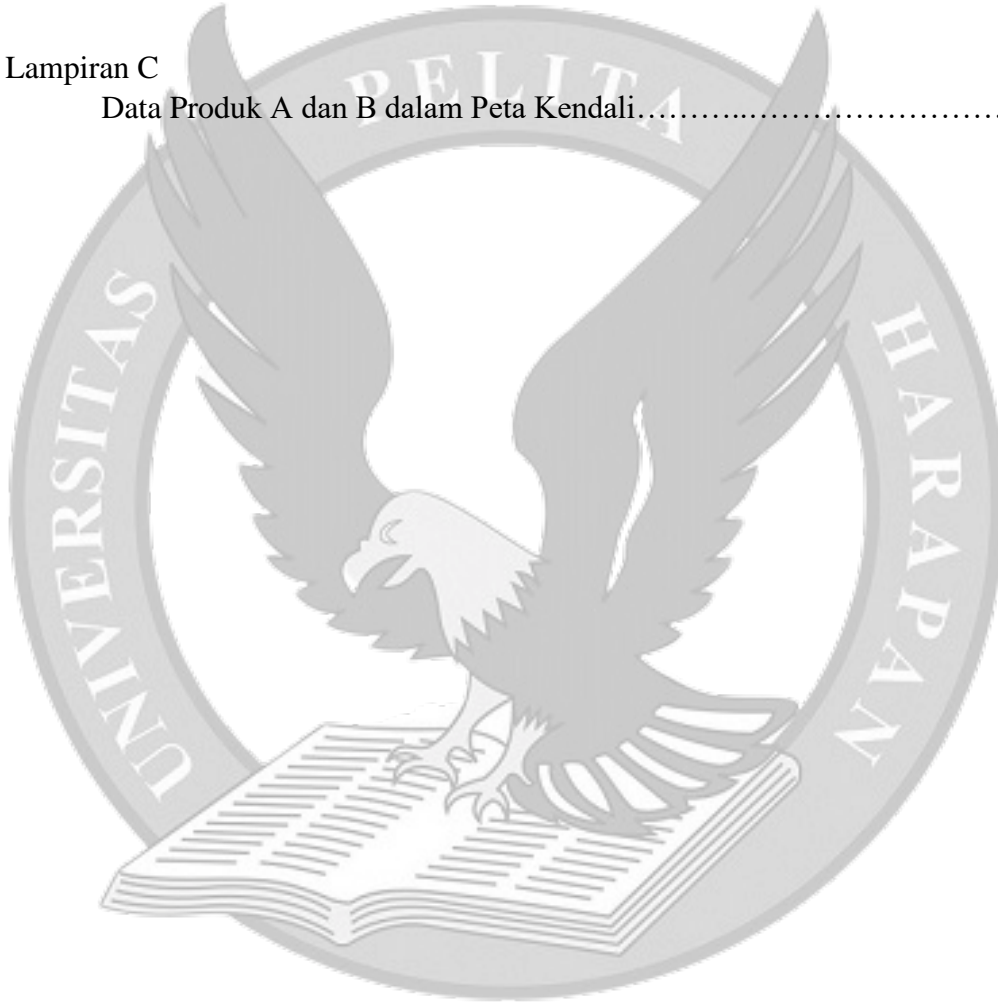 Lampiran C
Data Produk A dan B dalam Peta Kendali………..……………………
UNIVERSITAS PELITA HARAPAN